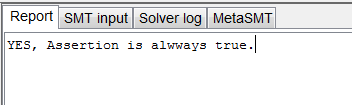 Report SMT input Solver log MetaSMT
YES, Assertion is alwways true.